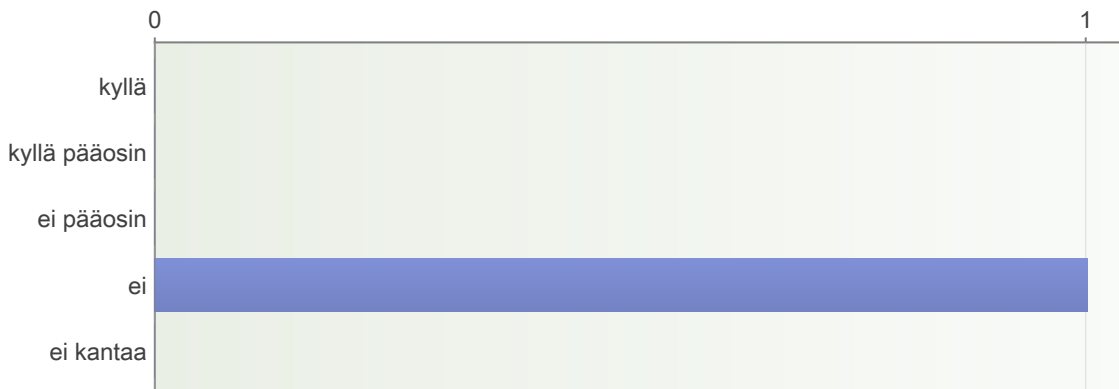 0 1
kyllä
kyllä pääosin
ei pääosin
ei
ei kantaa